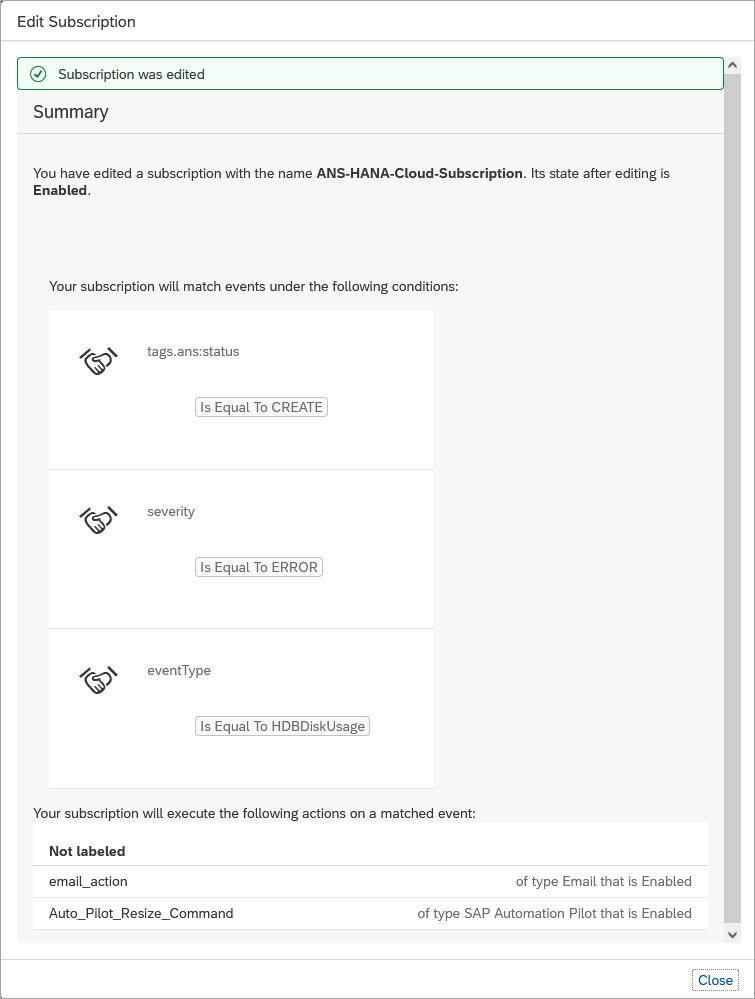 Edit Subscription
Subscription was edited
Summary
You have edited a subscription with the name ANS-HANA-Cloud-Subscription. Its state after editing is
Enabled.
Your subscription will match events under the following conditions:
tags.ans:status
Is Equal To CREATE
severity
Is Equal To ERROR
eventType
Is Equal To HDBDiskUsage
Your subscription will execute the following actions on a matched event:
Not labeled
email_action of type Email that is Enabled
Auto_Pilot_Resize_Command of type SAP Automation Pilot that is Enabled
Close